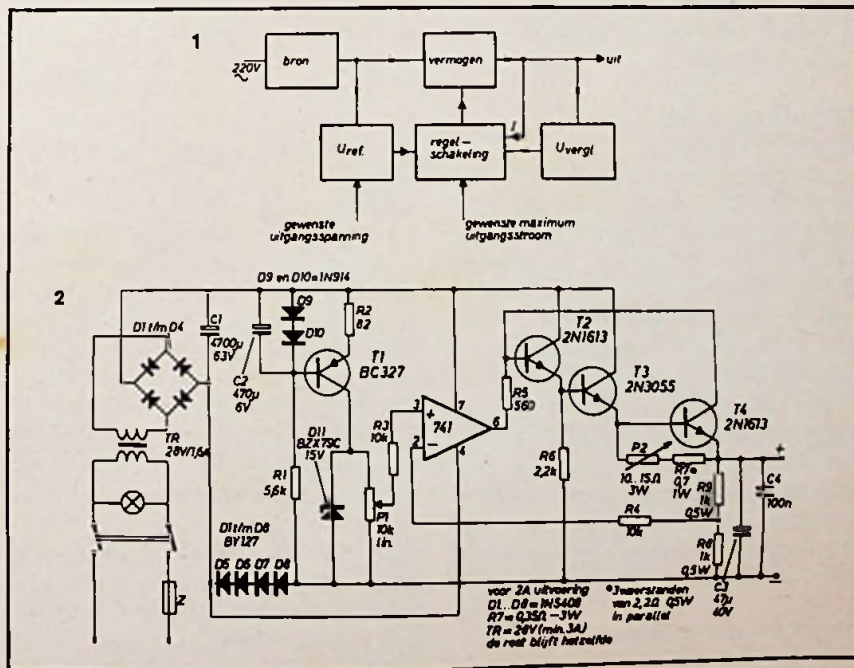 1
220V
~
bron
vermogen
uit
I
U ref.
regel-
schakeling
U vergl.
gewenste
uitgangsspanning
gewenste maximum
uitgangsstroom
2
D9 en D10=1N914
D1 t/m D4
C1
4700µ
63V
C2
470µ
6V
D9
D10
R2
82
T1
BC327
D11
BZX79C
15V
R1
5,6k
P1
10k
lin.
R3
10k
3
+
741
2
-
7
4
6
R5
560
T2
2N1613
T3
2N3055
T4
2N1613
R6
2,2k
P2
10...15Ω
3W
R7*
0,7
1W
R9
1k
0,5W
R4
10k
R8
1k
0,5W
C4
100n
C3
47µ
40V
+
-
TR
28V/1,6A
Z
D1 t/m D8
BY127
D5 D6 D7 D8
voor 2A uitvoering
D1...D8=1N5408
R7=0,35Ω-3W
TR=28V(min.3A)
de rest blijft hetzelfde
*3 weerstanden
van 2,2Ω 0,5W
in parallel